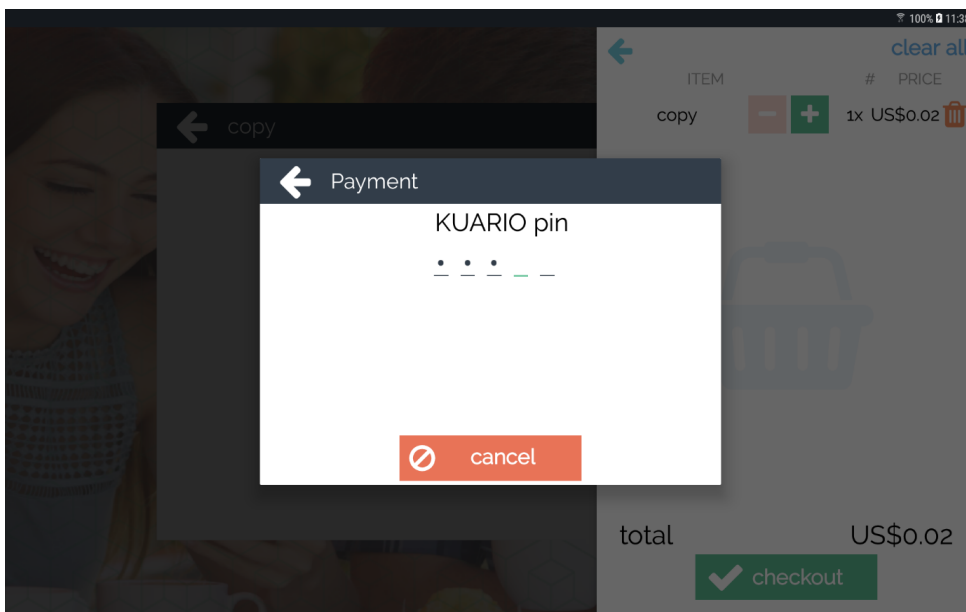 100% 11:38
clear all
ITEM # PRICE
copy 1x US$0.02
copy
Payment
KUARIO pin
cancel
total US$0.02
checkout